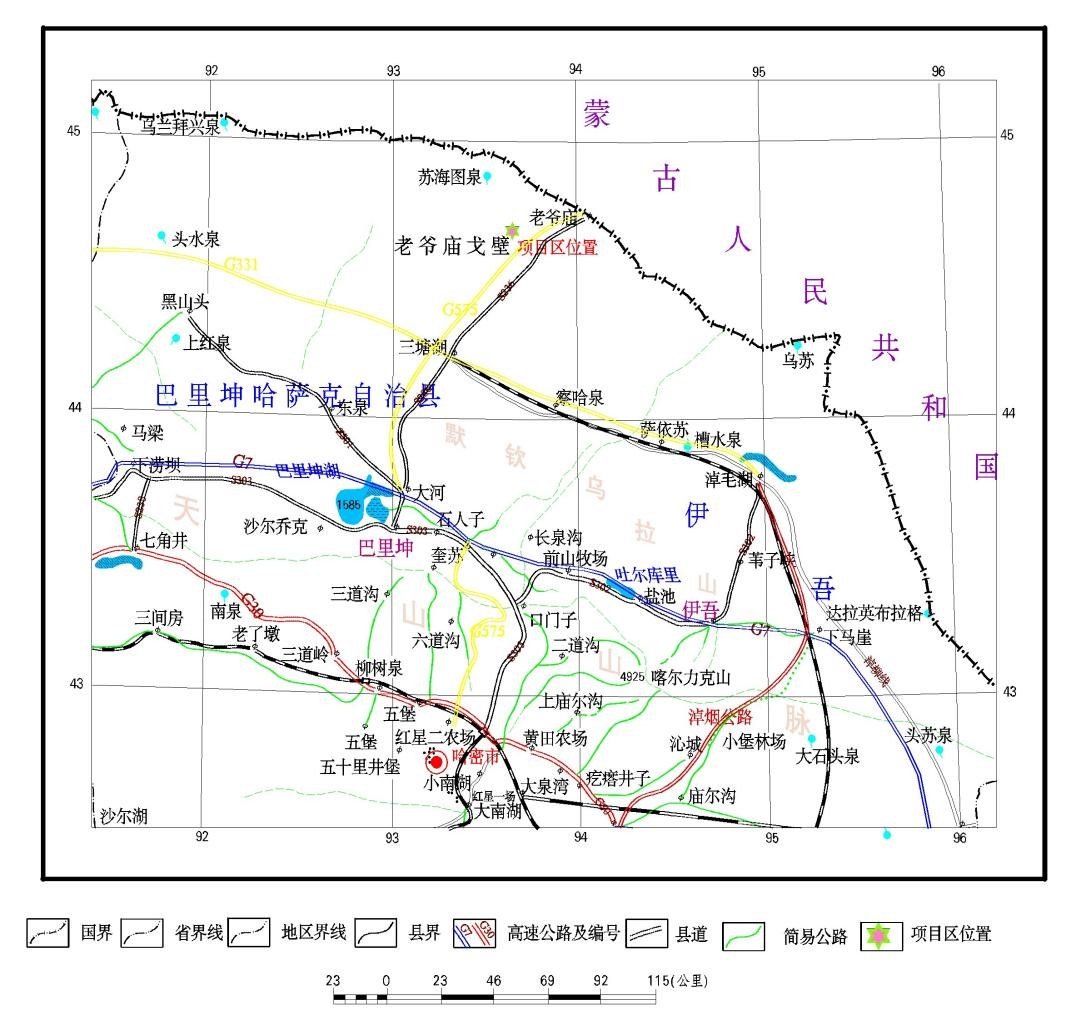 92 93 94 95 96
蒙古人民共和国
45 45
乌兰拜兴泉
苏海图泉
老爷庙
头水泉
老爷庙戈壁 项目区位置
G331
S236
黑山头
G575
上红泉
三塘湖
乌苏
巴里坤哈萨克自治县
察哈泉
44 44
东泉
马梁
萨依苏
槽水泉
默钦乌拉山
S301
下涝坝
G7
巴里坤湖
淖毛湖
S303
大河
1585
天山山脉
沙尔乔克
石人子
S303
伊吾
七角井
巴里坤
长泉沟
前山牧场
S302
奎苏
苇子峡
吐尔库里
S302
盐池
三道沟
G30
南泉
伊吾
达拉英布拉格
三间房
口门子
G575
G7
下马崖
老了墩
六道沟
三道岭
二道沟
S303
柳树泉
4925 喀尔力克山
43 43
五堡
上庙尔沟
淖烟公路
五堡
红星二农场
黄田农场
沁城
小堡林场
头苏泉
哈密市
大石头泉
五十里井堡
小南湖
疙瘩井子
大泉湾
红星一场
庙尔沟
沙尔湖
大南湖
92 93 94 95 96
国界 省界线 地区界线 县界 G7 G30 高速公路及编号 县道 简易公路 项目区位置
23 0 23 46 69 92 115(公里)